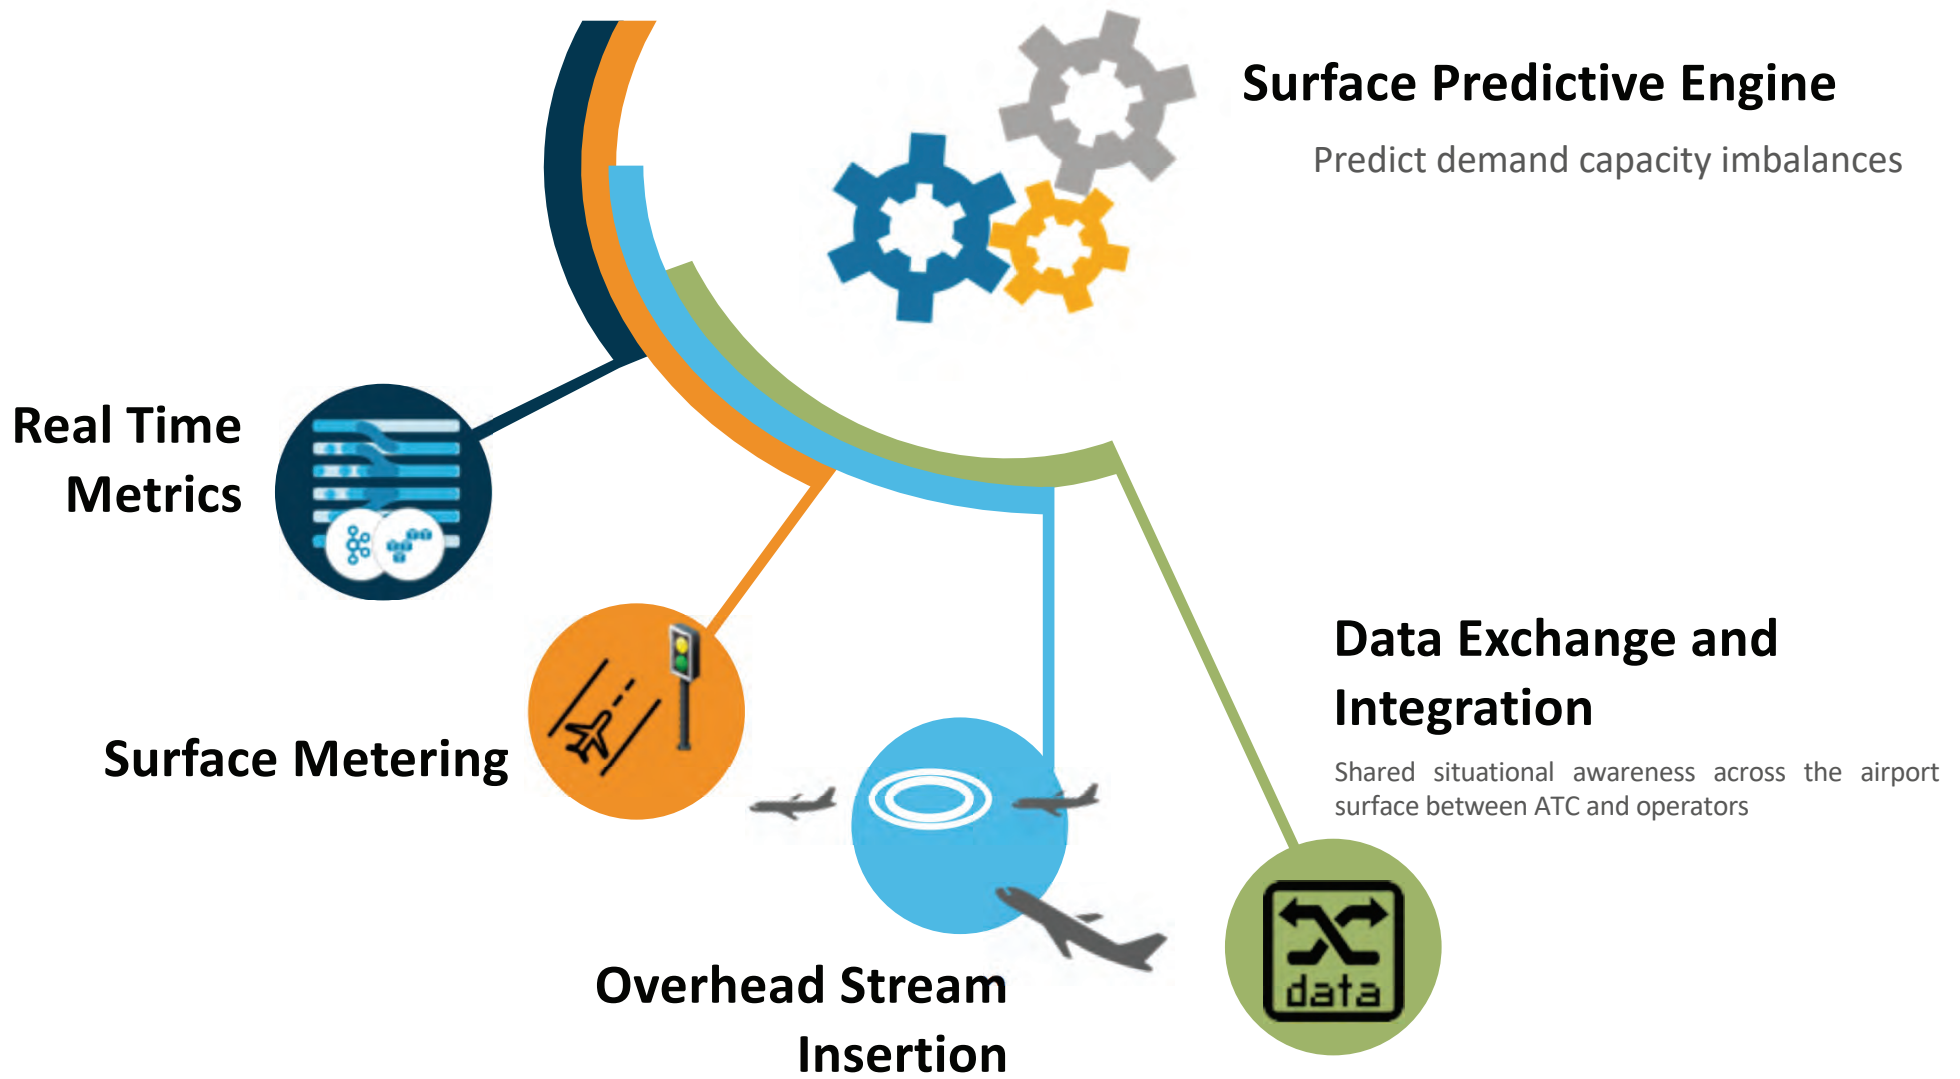 Surface Predictive Engine
Predict demand capacity imbalances
Real Time
Metrics
Surface Metering
Overhead Stream
Insertion
Data Exchange and
Integration
Shared situational awareness across the airport
surface between ATC and operators
data